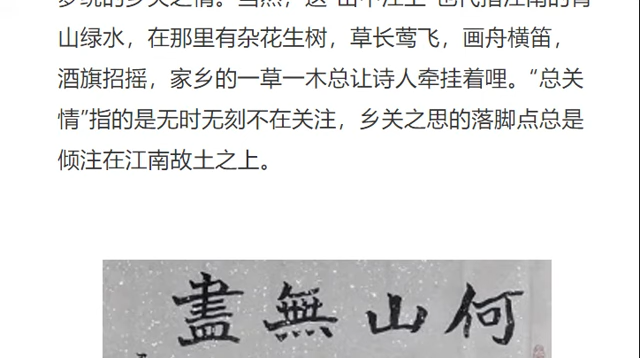 山绿水，在那里有杂花生树，草长莺飞，画舟横笛，
酒旗招摇，家乡的一草一木总让诗人牵挂着哩。“总关
情”指的是无时无刻不在关注，乡关之思的落脚点总是
倾注在江南故土之上。
何山無盡